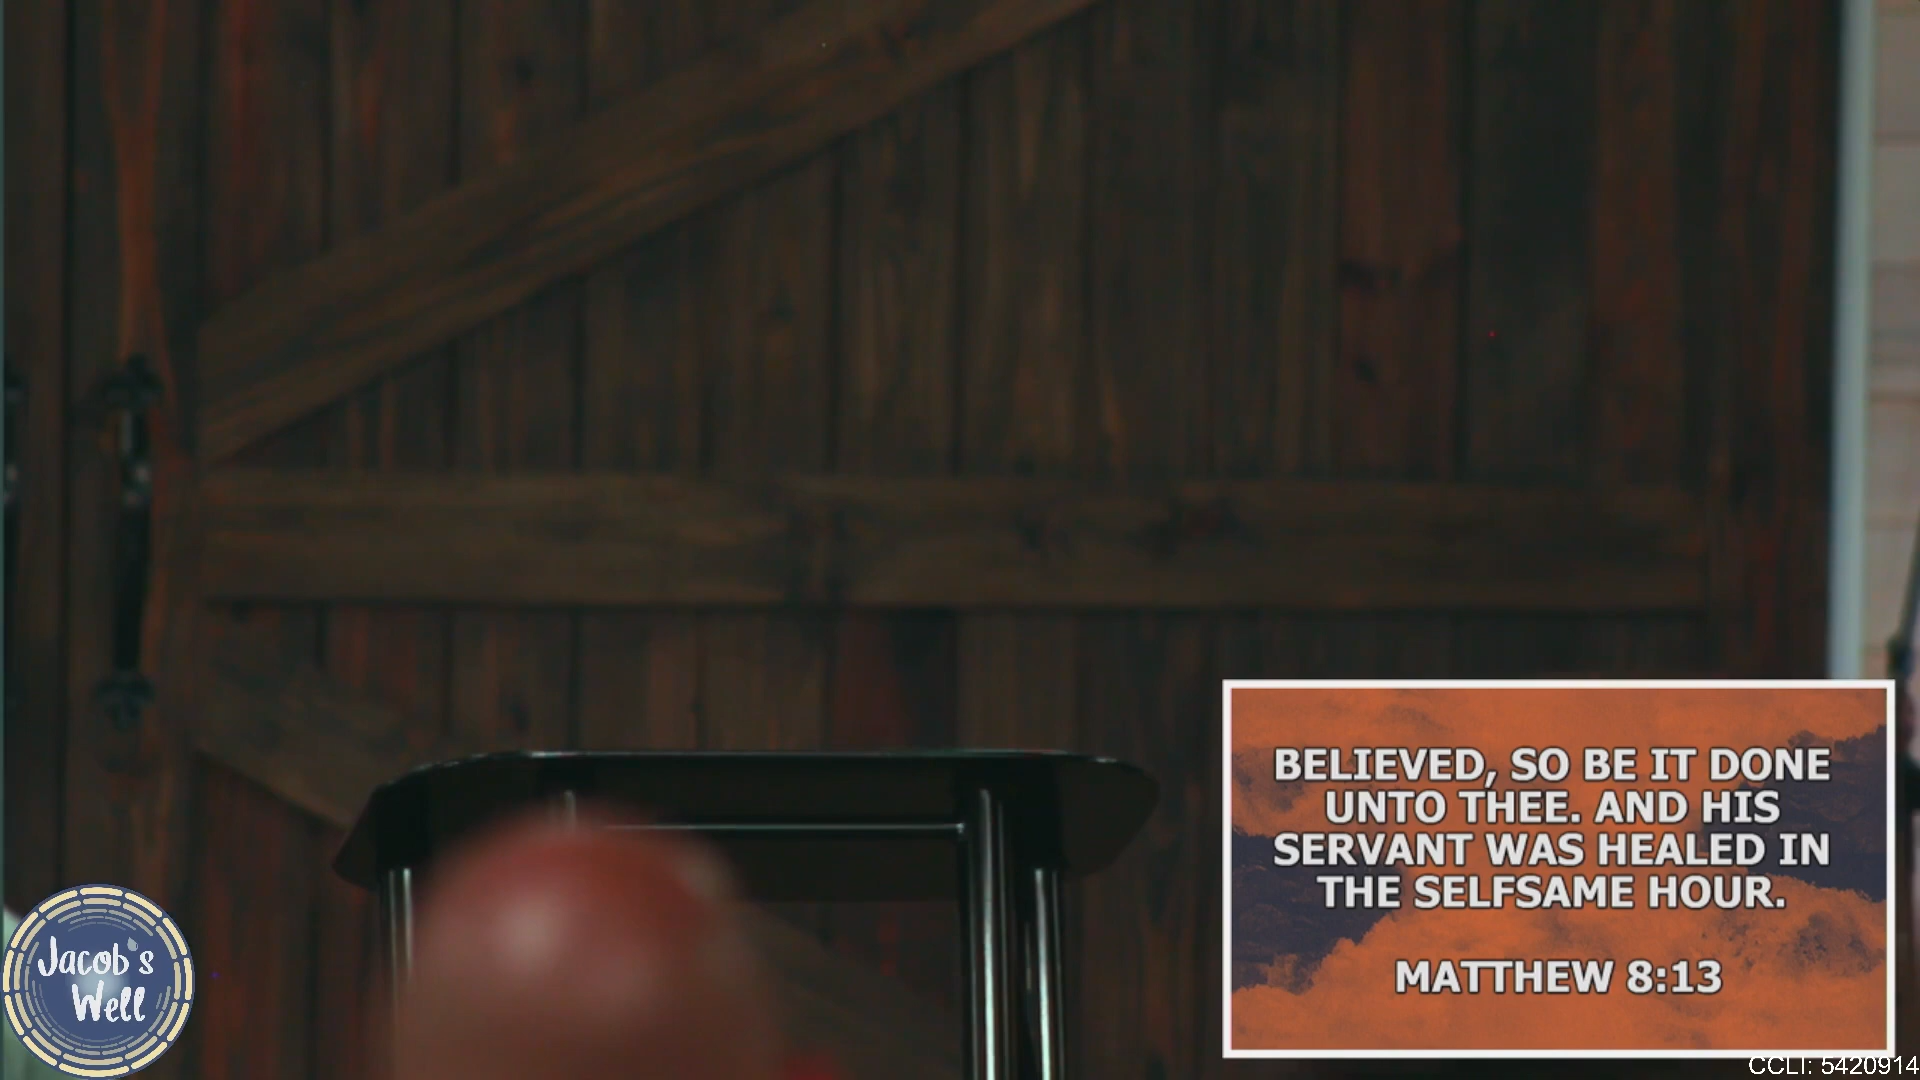 BELIEVED, SO BE IT DONE
UNTO THEE. AND HIS
SERVANT WAS HEALED IN
THE SELFSAME HOUR.
MATTHEW 8:13
Jacob's
Well
CCLI: 5420914